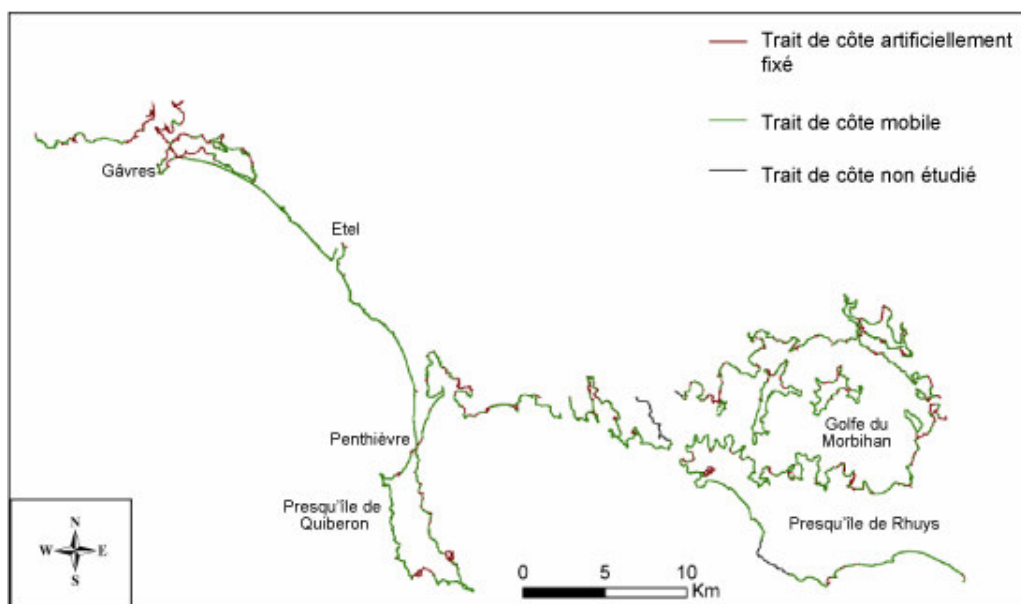 Trait de côte artificiellement
fixé
Trait de côte mobile
Trait de côte non étudié
Gâvres
Etel
Penthièvre
Golfe du
Morbihan
Presqu'île de
Quiberon
Presqu'île de Rhuys
N
W E
S
0 5 10
Km